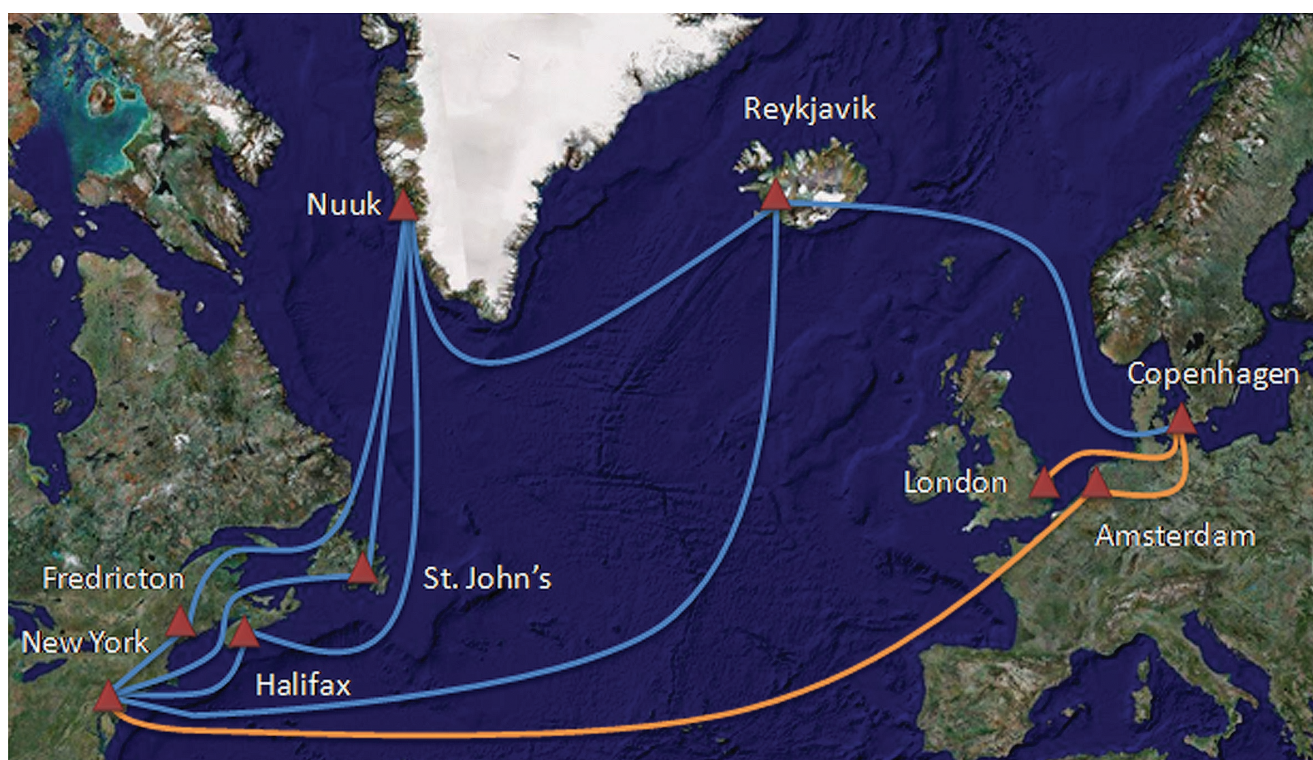 Reykjavik
Nuuk
Copenhagen
London
Amsterdam
Fredricton
St. John's
New York
Halifax